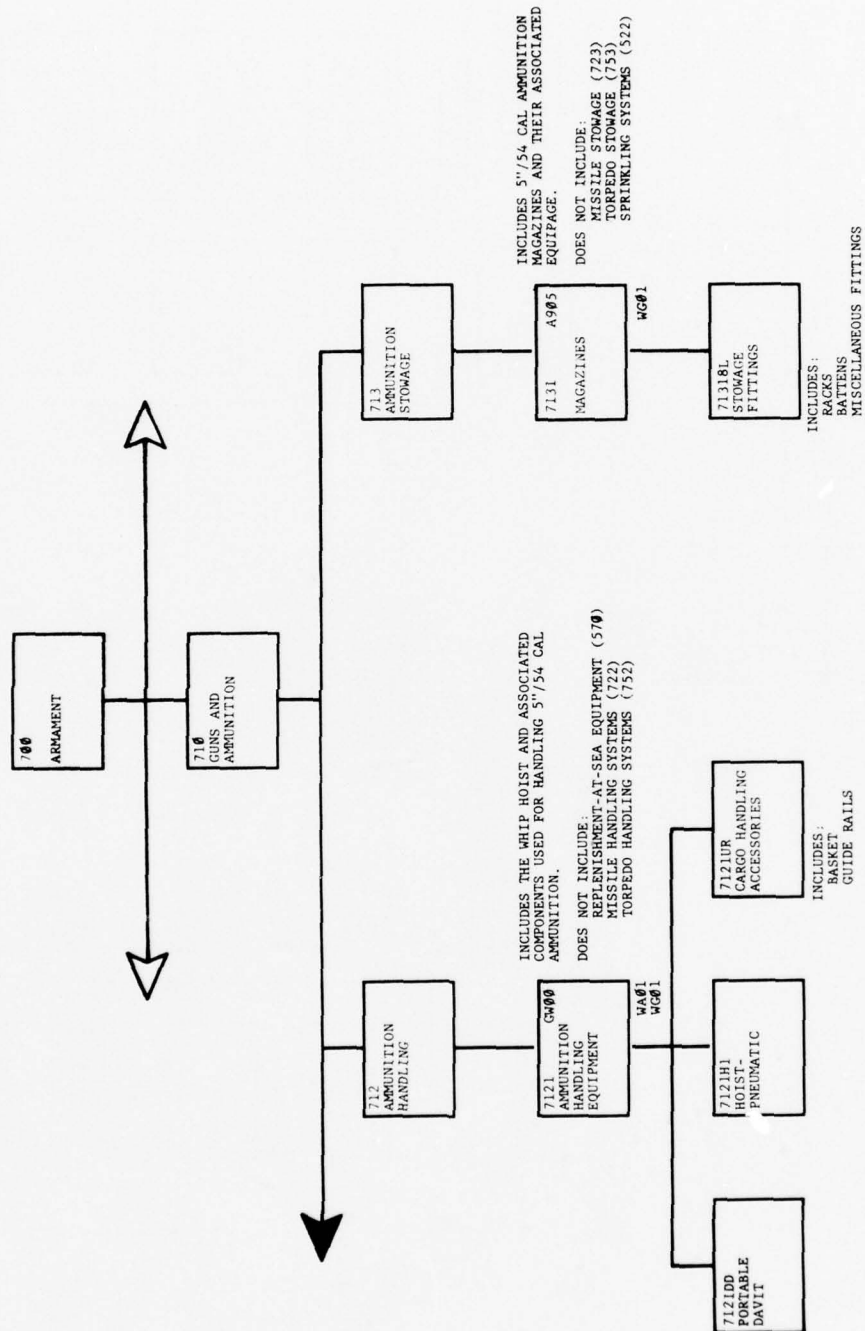 700
ARMAMENT
710
GUNS AND
AMMUNITION
712
AMMUNITION
HANDLING
713
AMMUNITION
STOWAGE
INCLUDES THE WHIP HOIST AND ASSOCIATED
COMPONENTS USED FOR HANDLING 5"/54 CAL
AMMUNITION.
DOES NOT INCLUDE:
REPLENISHMENT-AT-SEA EQUIPMENT (570)
MISSILE HANDLING SYSTEMS (722)
TORPEDO HANDLING SYSTEMS (752)
7121 GW00
AMMUNITION
HANDLING
EQUIPMENT
WA01
WG01
INCLUDES 5"/54 CAL AMMUNITION
MAGAZINES AND THEIR ASSOCIATED
EQUIPAGE.
DOES NOT INCLUDE:
MISSILE STOWAGE (723)
TORPEDO STOWAGE (753)
SPRINKLING SYSTEMS (522)
7131 A905
MAGAZINES
WG01
7121DD
PORTABLE
DAVIT
7121H1
HOIST-
PNEUMATIC
7121UR
CARGO HANDLING
ACCESSORIES
INCLUDES:
BASKET
GUIDE RAILS
71318L
STOWAGE
FITTINGS
INCLUDES:
RACKS
BATTENS
MISCELLANEOUS FITTINGS